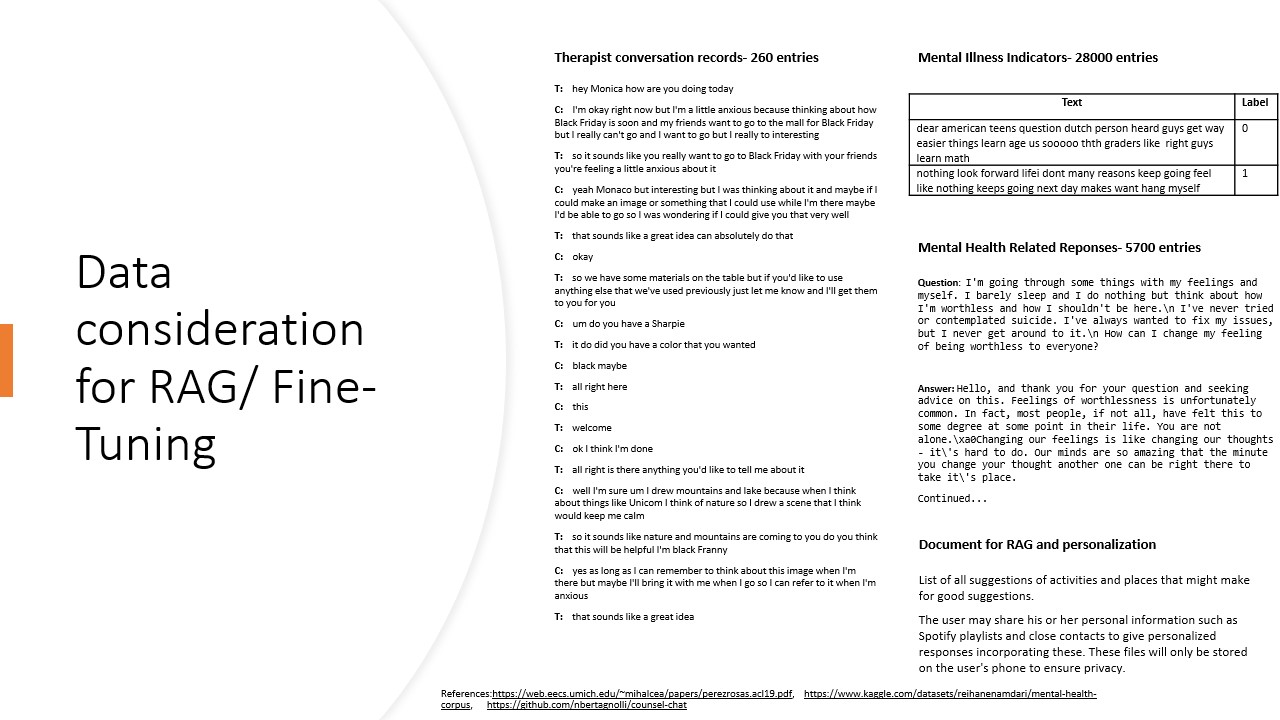 Data
consideration
for RAG/ Fine-
Tuning
Therapist conversation records- 260 entries
T: hey Monica how are you doing today
C: I'm okay right now but I'm a little anxious because thinking about how
Black Friday is soon and my friends want to go to the mall for Black Friday
but I really can't go and I want to go but I really to interesting
T: so it sounds like you really want to go to Black Friday with your friends
you're feeling a little anxious about it
C: yeah Monaco but interesting but I was thinking about it and maybe if I
could make an image or something that I could use while I'm there maybe
I'd be able to go so I was wondering if I could give you that very well
T: that sounds like a great idea can absolutely do that
C: okay
T: so we have some materials on the table but if you'd like to use
anything else that we've used previously just let me know and I'll get them
to you for you
C: um do you have a Sharpie
T: it do did you have a color that you wanted
C: black maybe
T: all right here
C: this
T: welcome
C: ok I think I'm done
T: all right is there anything you'd like to tell me about it
C: well I'm sure um I drew mountains and lake because when I think
about things like Unicom I think of nature so I drew a scene that I think
would keep me calm
T: so it sounds like nature and mountains are coming to you do you think
that this will be helpful I'm black Franny
C: yes as long as I can remember to think about this image when I'm
there but maybe I'll bring it with me when I go so I can refer to it when I'm
anxious
T: that sounds like a great idea
Mental Illness Indicators- 28000 entries
Text Label
dear american teens question dutch person heard guys get way 0
easier things learn age us sooooo thth graders like right guys
learn math
nothing look forward lifei dont many reasons keep going feel 1
like nothing keeps going next day makes want hang myself
Mental Health Related Reponses- 5700 entries
Question: I'm going through some things with my feelings and
myself. I barely sleep and I do nothing but think about how
I'm worthless and how I shouldn't be here.\n I've never tried
or contemplated suicide. I've always wanted to fix my issues,
but I never get around to it.\n How can I change my feeling
of being worthless to everyone?
Answer: Hello, and thank you for your question and seeking
advice on this. Feelings of worthlessness is unfortunately
common. In fact, most people, if not all, have felt this to
some degree at some point in their life. You are not
alone.\xa0Changing our feelings is like changing our thoughts
- it\'s hard to do. Our minds are so amazing that the minute
you change your thought another one can be right there to
take it\'s place.
Continued...
Document for RAG and personalization
List of all suggestions of activities and places that might make
for good suggestions.
The user may share his or her personal information such as
Spotify playlists and close contacts to give personalized
responses incorporating these. These files will only be stored
on the user's phone to ensure privacy.
References:https://web.eecs.umich.edu/~mihalcea/papers/perezrosas.acl19.pdf, https://www.kaggle.com/datasets/reihanenamdari/mental-health-
corpus, https://github.com/nbertagnolli/counsel-chat